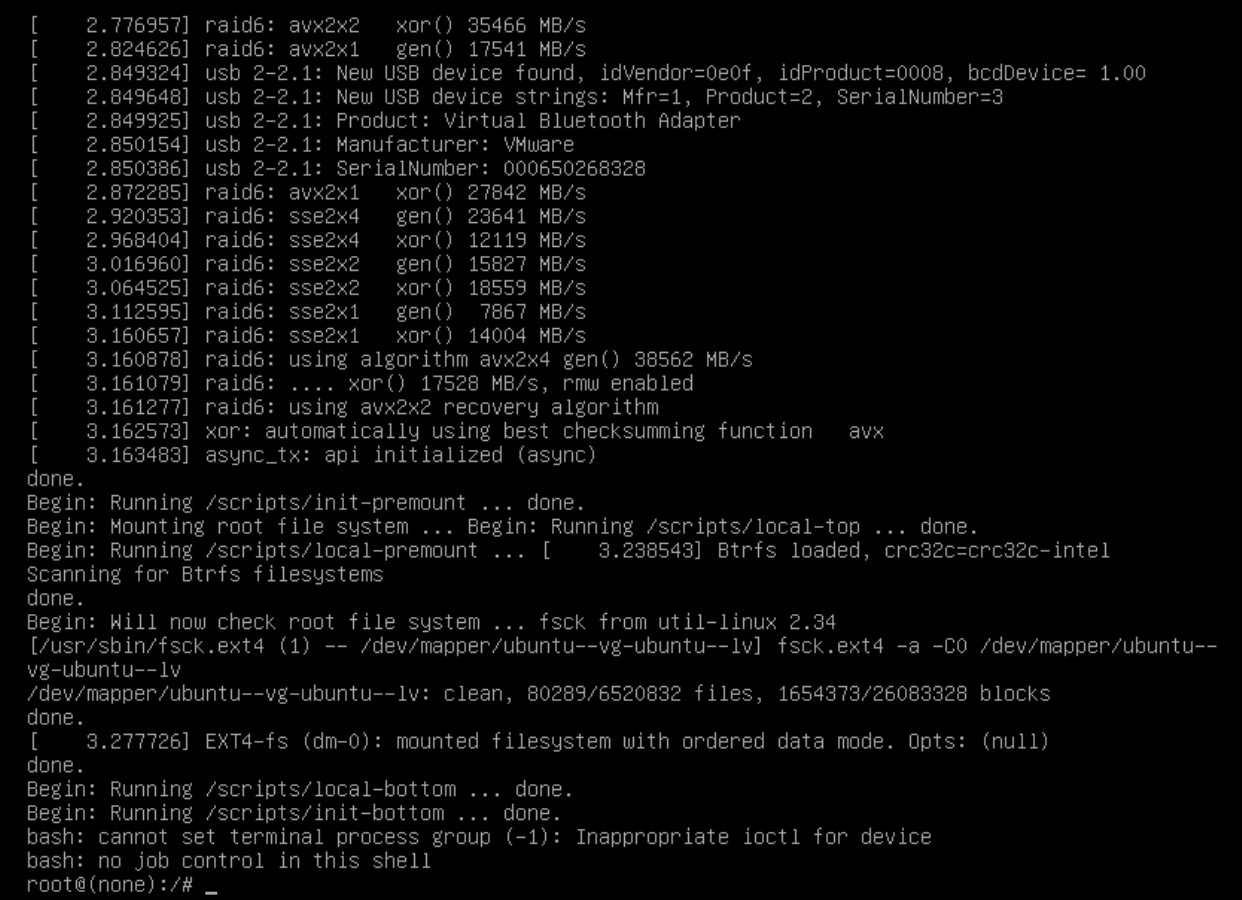 [    2.776957] raid6: avx2x2   xor() 35466 MB/s
[    2.824626] raid6: avx2x1   gen() 17541 MB/s
[    2.849324] usb 2-2.1: New USB device found, idVendor=0e0f, idProduct=0008, bcdDevice= 1.00
[    2.849648] usb 2-2.1: New USB device strings: Mfr=1, Product=2, SerialNumber=3
[    2.849925] usb 2-2.1: Product: Virtual Bluetooth Adapter
[    2.850154] usb 2-2.1: Manufacturer: VMware
[    2.850386] usb 2-2.1: SerialNumber: 000650268328
[    2.872285] raid6: avx2x1   xor() 27842 MB/s
[    2.920353] raid6: sse2x4   gen() 23641 MB/s
[    2.968404] raid6: sse2x4   xor() 12119 MB/s
[    3.016960] raid6: sse2x2   gen() 15827 MB/s
[    3.064525] raid6: sse2x2   xor() 18559 MB/s
[    3.112595] raid6: sse2x1   gen()  7867 MB/s
[    3.160657] raid6: sse2x1   xor() 14004 MB/s
[    3.160878] raid6: using algorithm avx2x4 gen() 38562 MB/s
[    3.161079] raid6: .... xor() 17528 MB/s, rmw enabled
[    3.161277] raid6: using avx2x2 recovery algorithm
[    3.162573] xor: automatically using best checksumming function   avx
[    3.163483] async_tx: api initialized (async)
done.
Begin: Running /scripts/init-premount ... done.
Begin: Mounting root file system ... Begin: Running /scripts/local-top ... done.
Begin: Running /scripts/local-premount ... [    3.238543] Btrfs loaded, crc32c=crc32c-intel
Scanning for Btrfs filesystems
done.
Begin: Will now check root file system ... fsck from util-linux 2.34
[/usr/sbin/fsck.ext4 (1) -- /dev/mapper/ubuntu--vg-ubuntu--lv] fsck.ext4 -a -C0 /dev/mapper/ubuntu--
vg-ubuntu--lv
/dev/mapper/ubuntu--vg-ubuntu--lv: clean, 80289/6520832 files, 1654373/26083328 blocks
done.
[    3.277726] EXT4-fs (dm-0): mounted filesystem with ordered data mode. Opts: (null)
done.
Begin: Running /scripts/local-bottom ... done.
Begin: Running /scripts/init-bottom ... done.
bash: cannot set terminal process group (-1): Inappropriate ioctl for device
bash: no job control in this shell
root@(none):/# _